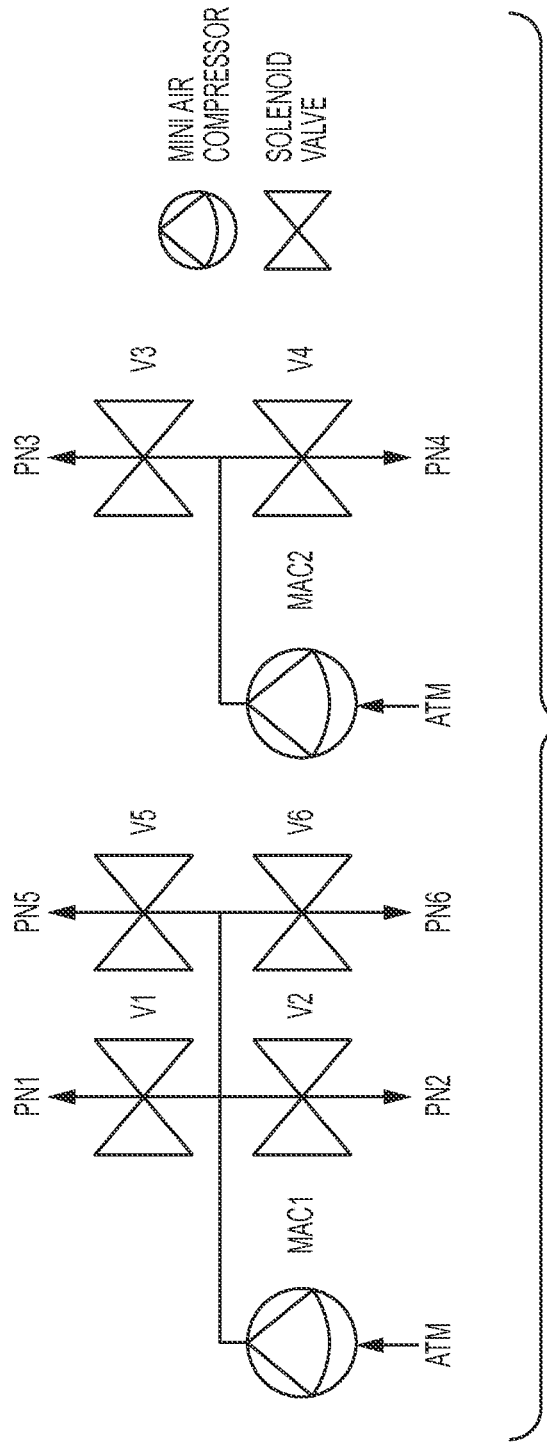 PN1
PN5
PN3
V1
V5
V3
MINI AIR
COMPRESSOR
MAC1
V2
V6
MAC2
V4
SOLENOID
VALVE
ATM
PN2
PN6
ATM
PN4